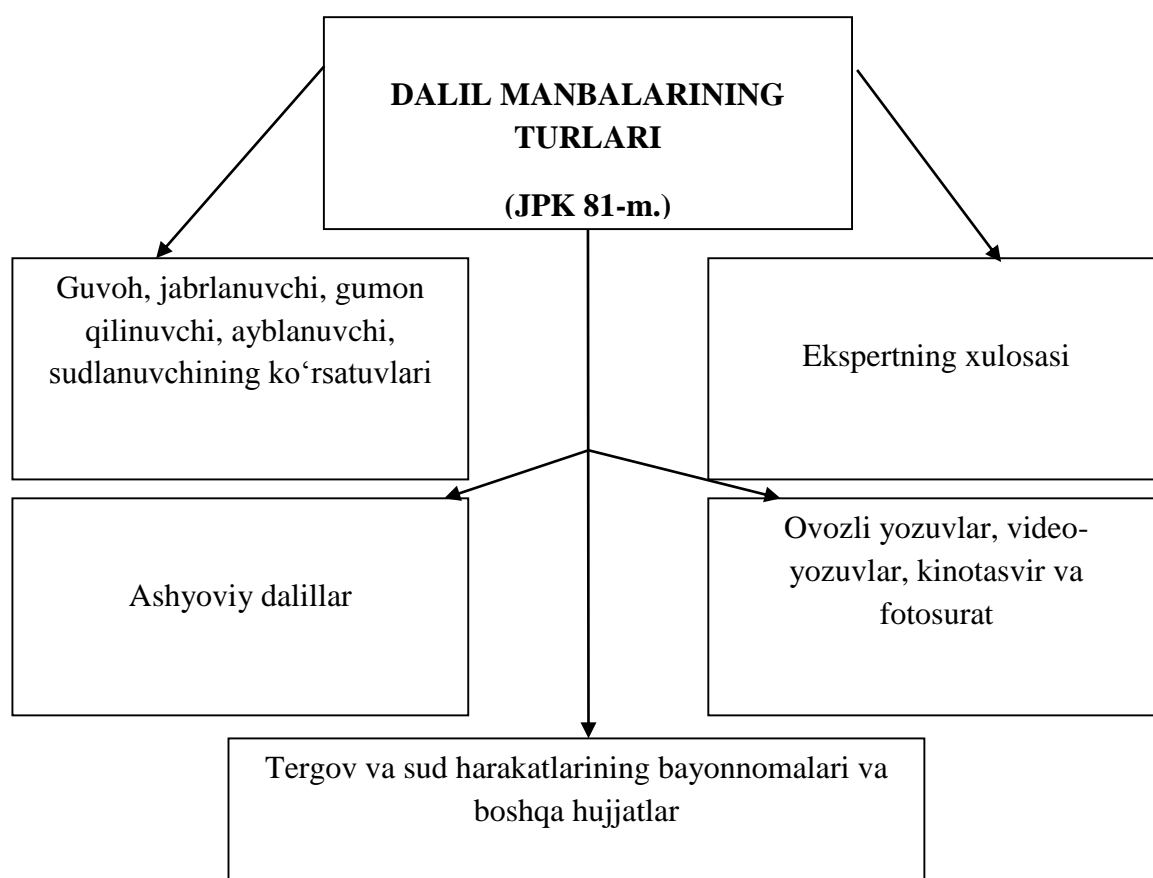 DALIL MANBALARINING
TURLARI
(JPK 81-m.)
Guvoh, jabrlanuvchi, gumon
qilinuvchi, ayblanuvchi,
sudlanuvchining ko‘rsatuvlari
Ekspertning xulosasi
Ashyoviy dalillar
Ovozli yozuvlar, video-
yozuvlar, kinotasvir va
fotosurat
Tergov va sud harakatlarining bayonnomalari va
boshqa hujjatlar